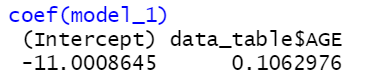 coef(model_1)
(Intercept) data_table$AGE
-11.0008645 0.1062976